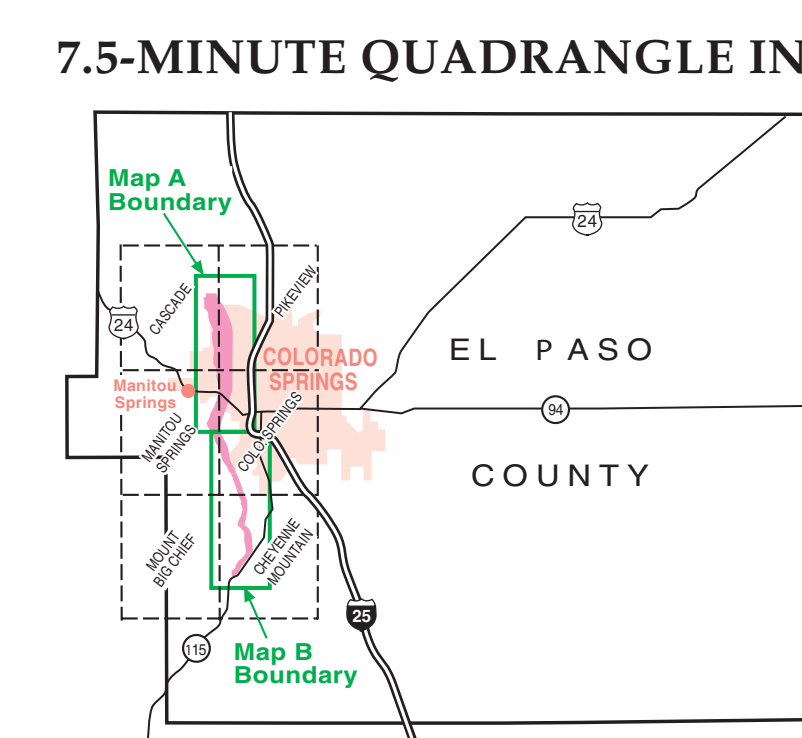 7.5-MINUTE QUADRANGLE IN
Map A
Boundary
24
PIKEVIEW
CASCADE
24
EL PASO
COLORADO
SPRINGS
Manitou
Springs
94
COLO SPRINGS
MANITOU
SPRINGS
COUNTY
MOUNT
BIG CHIEF
CHEYENNE
MOUNTAIN
25
115
Map B
Boundary